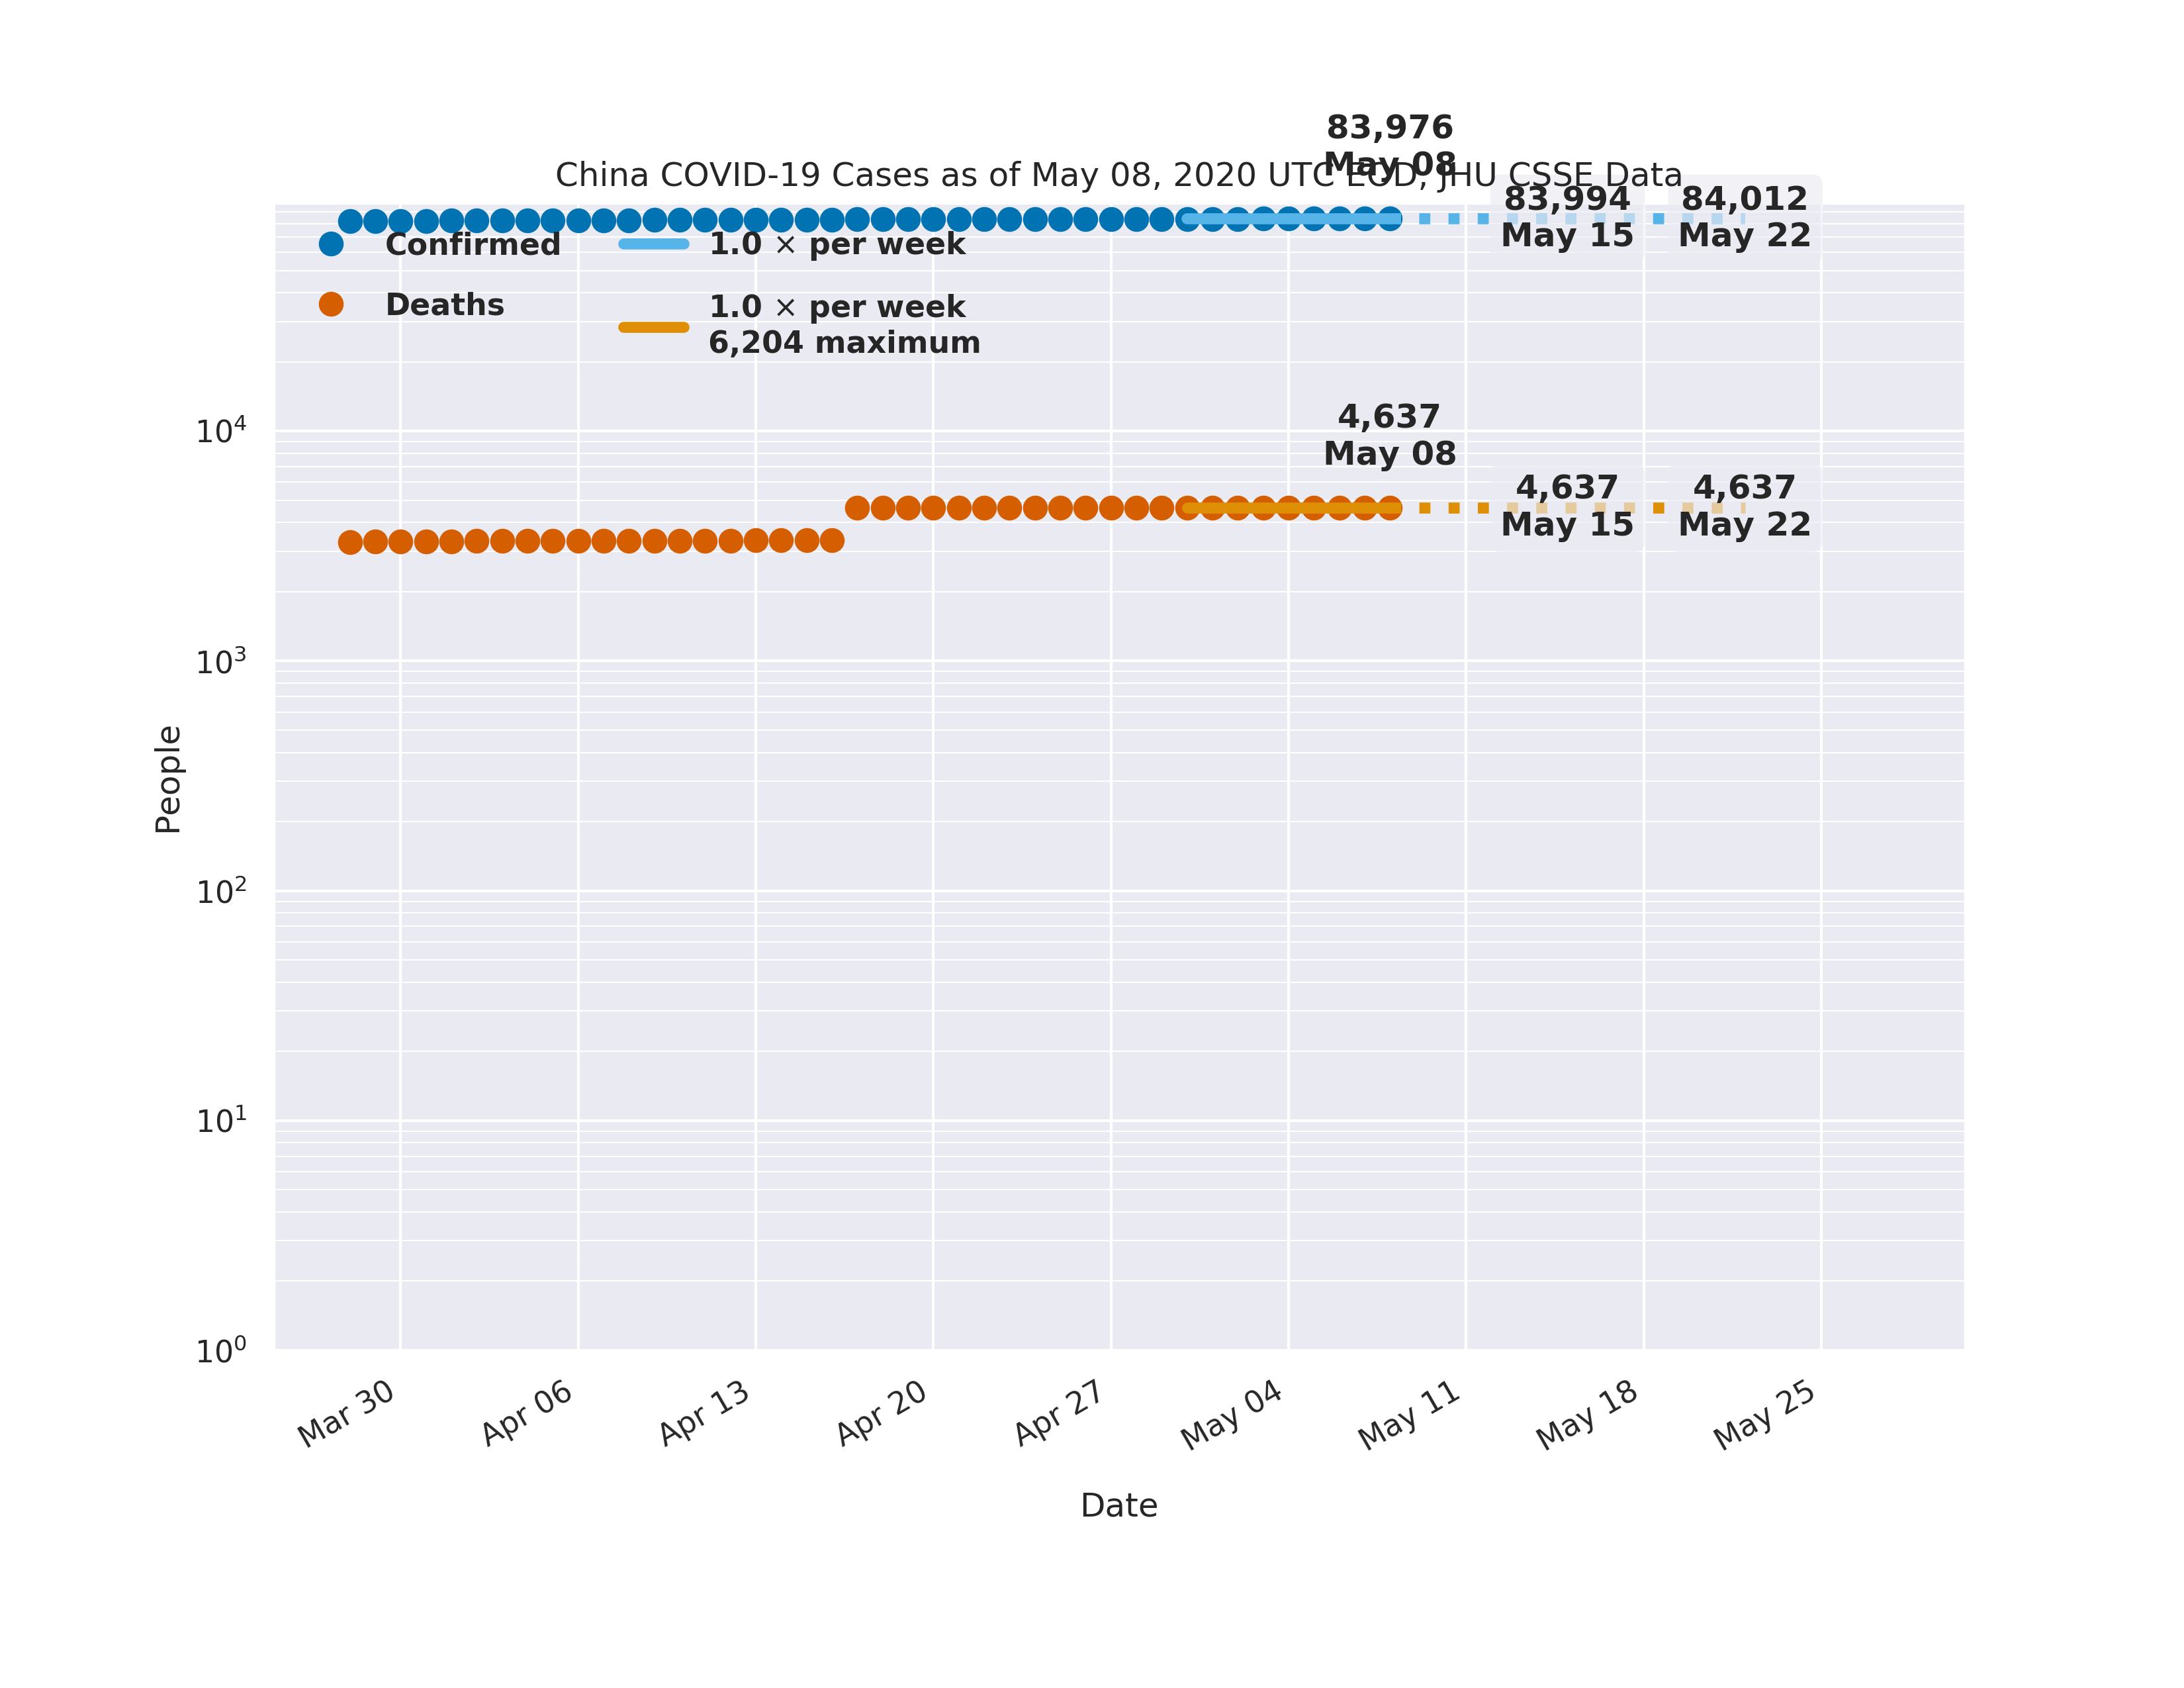 83,976
May 08
China COVID-19 Cases as of May 08, 2020 UTC EOD, JHU CSSE Data
83,994
May 15
84,012
May 22
Confirmed
1.0 × per week
Deaths
1.0 × per week
6,204 maximum
4,637
May 08
4,637
May 15
4,637
May 22
10⁴
10³
10²
10¹
10⁰
People
Mar 30
Apr 06
Apr 13
Apr 20
Apr 27
May 04
May 11
May 18
May 25
Date